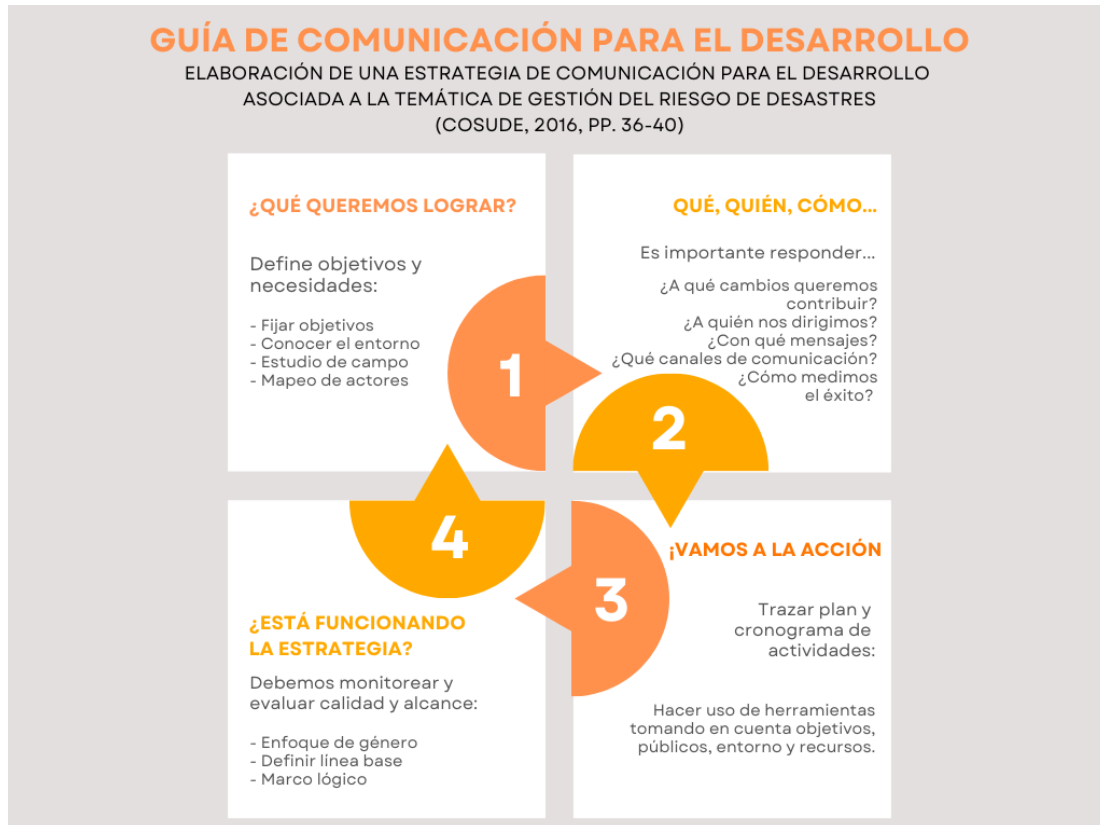 GUÍA DE COMUNICACIÓN PARA EL DESARROLLO
ELABORACIÓN DE UNA ESTRATEGIA DE COMUNICACIÓN PARA EL DESARROLLO
ASOCIADA A LA TEMÁTICA DE GESTIÓN DEL RIESGO DE DESASTRES
(COSUDE, 2016, PP. 36-40)
¿QUÉ QUEREMOS LOGRAR?
Define objetivos y
necesidades:
- Fijar objetivos
- Conocer el entorno
- Estudio de campo
- Mapeo de actores
1
QUÉ, QUIÉN, CÓMO...
Es importante responder...
¿A qué cambios queremos
contribuir?
¿A quién nos dirigimos?
¿Con qué mensajes?
¿Qué canales de comunicación?
¿Cómo medimos
el éxito?
2
¡VAMOS A LA ACCIÓN
Trazar plan y
cronograma de
actividades:
Hacer uso de herramientas
tomando en cuenta objetivos,
públicos, entorno y recursos.
3
4
¿ESTÁ FUNCIONANDO
LA ESTRATEGIA?
Debemos monitorear y
evaluar calidad y alcance:
- Enfoque de género
- Definir línea base
- Marco lógico